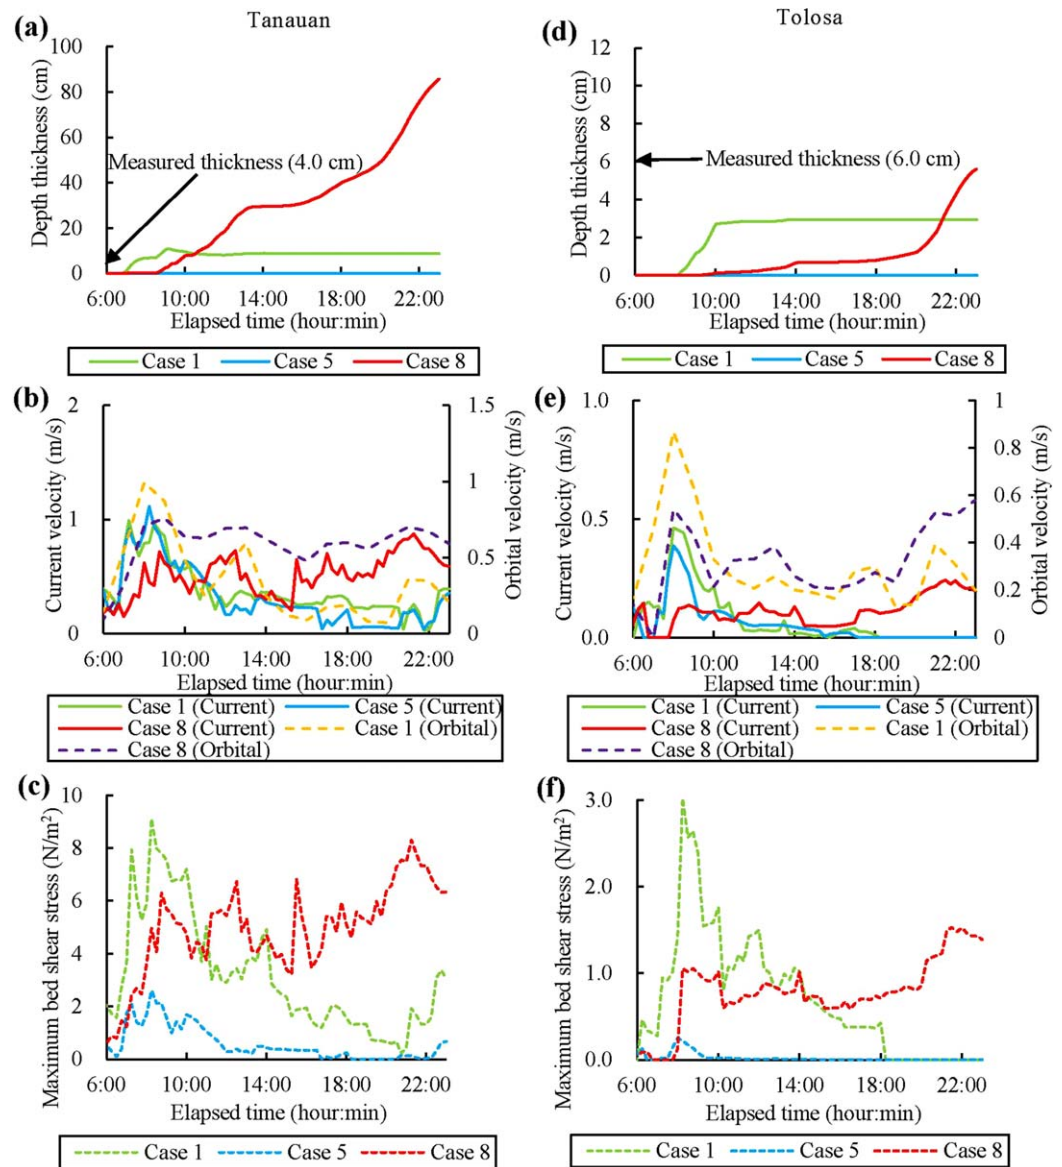 Tanauan
(a)
Depth thickness (cm)
100
80
60
40
20
0
Measured thickness (4.0 cm)
6:00 10:00 14:00 18:00 22:00
Elapsed time (hour:min)
Case 1 Case 5 Case 8
Tolosa
(d)
Depth thickness (cm)
12
10
8
6
4
2
0
Measured thickness (6.0 cm)
6:00 10:00 14:00 18:00 22:00
Elapsed time (hour:min)
Case 1 Case 5 Case 8
(b)
Current velocity (m/s)
2
1
0
1.5
1
0.5
0
Orbital velocity (m/s)
6:00 10:00 14:00 18:00 22:00
Elapsed time (hour:min)
Case 1 (Current) Case 5 (Current)
Case 8 (Current) Case 1 (Orbital)
Case 8 (Orbital)
(e)
Current velocity (m/s)
1.0
0.5
0.0
1
0.8
0.6
0.4
0.2
0
Orbital velocity (m/s)
6:00 10:00 14:00 18:00 22:00
Elapsed time (hour:min)
Case 1 (Current) Case 5 (Current)
Case 8 (Current) Case 1 (Orbital)
Case 8 (Orbital)
(c)
Maximum bed shear stress (N/m²)
10
8
6
4
2
0
6:00 10:00 14:00 18:00 22:00
Elapsed time (hour:min)
Case 1 Case 5 Case 8
(f)
Maximum bed shear stress (N/m²)
3.0
2.0
1.0
0.0
6:00 10:00 14:00 18:00 22:00
Elapsed time (hour:min)
Case 1 Case 5 Case 8